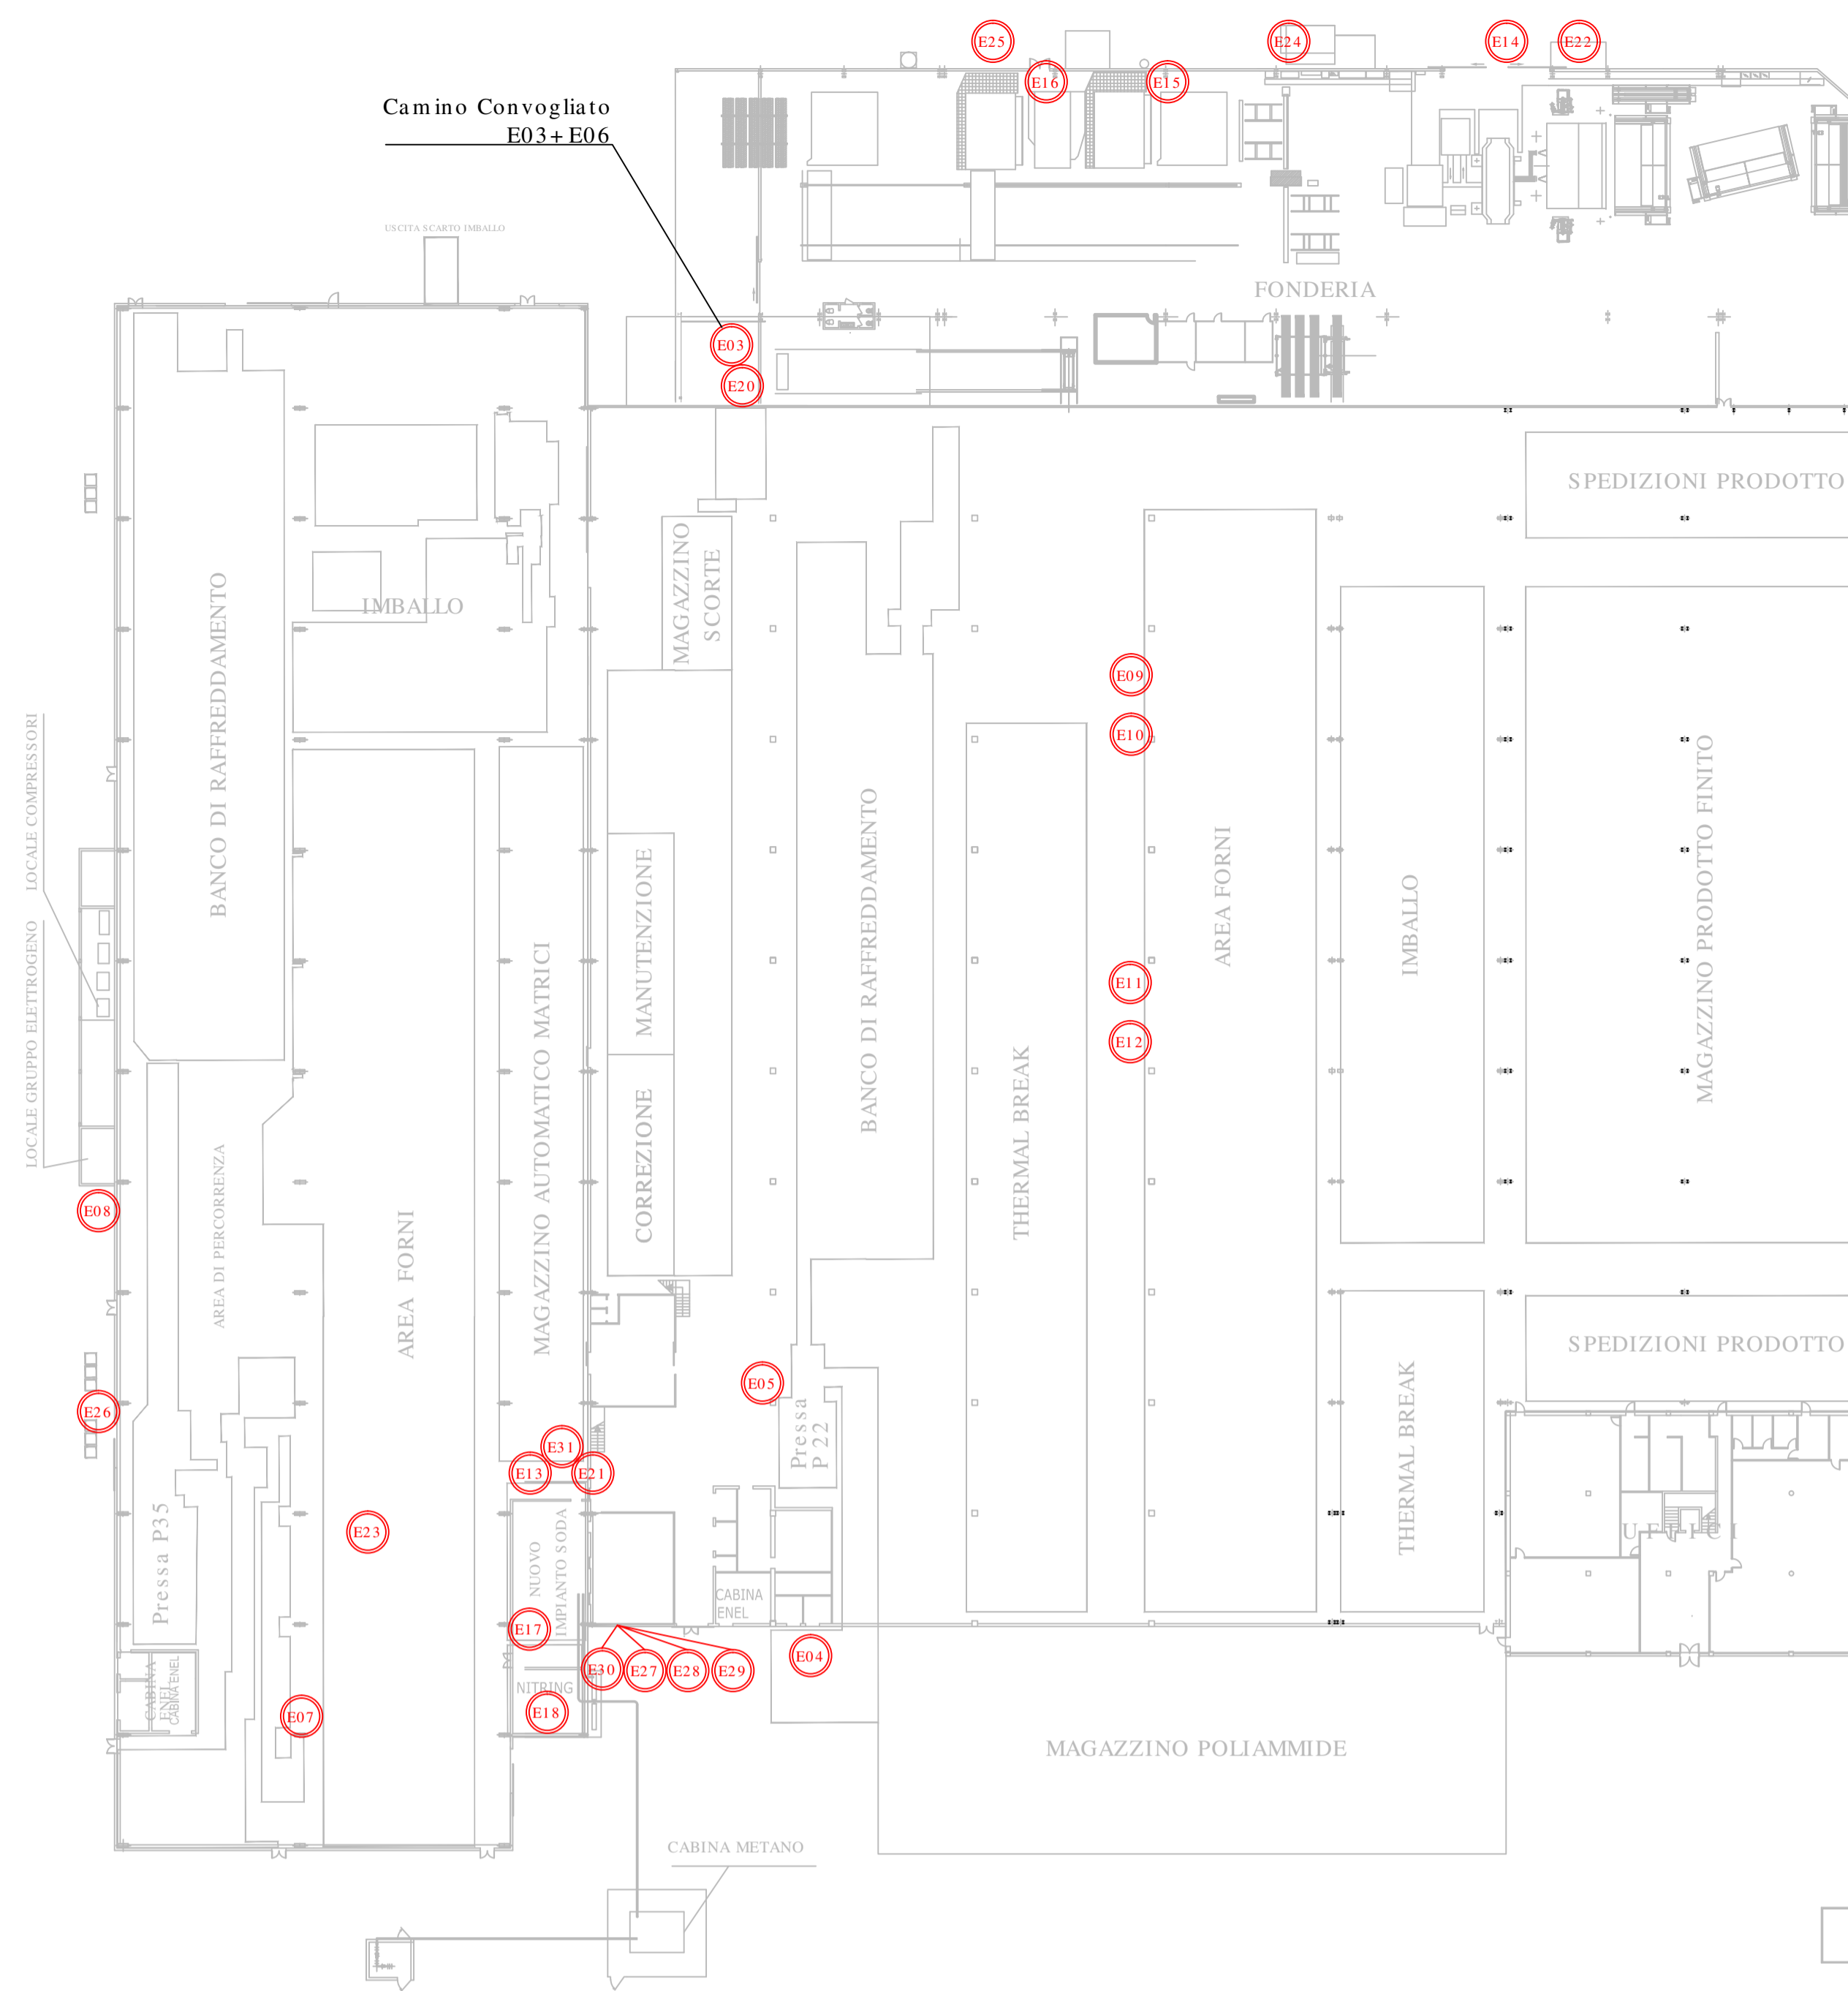 E25
E24
E14
E22
E16
E15
Camino Convogliato
E03+E06
USCITA SCARTO IMBALLO
FONDERIA
E03
E20
SPEDIZIONI PRODOTTO
MAGAZZINO
SCORTE
BANCO DI RAFFREDDAMENTO
IMBALLO
E09
E10
LOCALE COMPRESSORI
MAGAZZINO PRODOTTO FINITO
BANCO DI RAFFREDDAMENTO
AREA FORNI
MANUTENZIONE
IMBALLO
LOCALE GRUPPO ELETTROGENO
MAGAZZINO AUTOMATICO MATRICI
E11
E12
THERMAL BREAK
CORREZIONE
AREA DI PERCORRENZA
E08
AREA FORNI
SPEDIZIONI PRODOTTO
E05
THERMAL BREAK
E26
Pressa
P 22
E31
E13
E21
Pressa P35
E23
UFFICI
NUOVO
IMPIANTO SODA
CABINA
ENEL
E17
E30
E27
E28
E29
E04
CABINA
ENEL
CABINA ENEL
NITRING
E18
E07
MAGAZZINO POLIAMMIDE
CABINA METANO